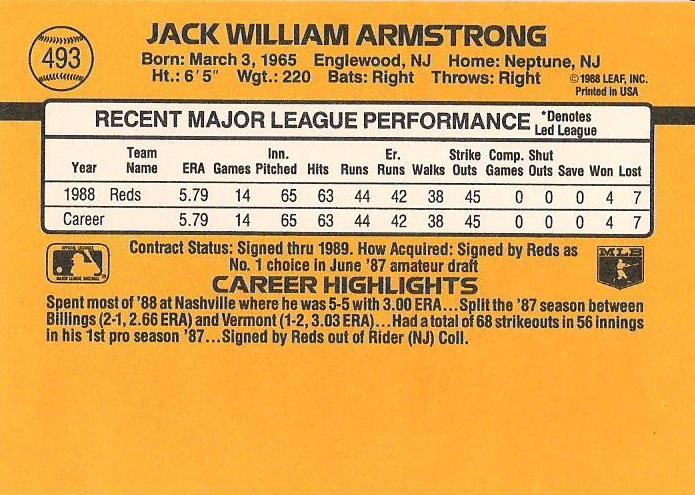 493
JACK WILLIAM ARMSTRONG
Born: March 3, 1965 Englewood, NJ Home: Neptune, NJ
Ht.: 6'5" Wgt.: 220 Bats: Right Throws: Right ©1988 LEAF, INC.
Printed in USA
RECENT MAJOR LEAGUE PERFORMANCE *Denotes
Led League
Team Inn. Er. Strike Comp. Shut
Year Name ERA Games Pitched Hits Runs Runs Walks Outs Games Outs Save Won Lost
1988 Reds 5.79 14 65 63 44 42 38 45 0 0 0 4 7
Career 5.79 14 65 63 44 42 38 45 0 0 0 4 7
Contract Status: Signed thru 1989. How Acquired: Signed by Reds as
No. 1 choice in June '87 amateur draft
MLB
CAREER HIGHLIGHTS
Spent most of '88 at Nashville where he was 5-5 with 3.00 ERA...Split the '87 season between
Billings (2-1, 2.66 ERA) and Vermont (1-2, 3.03 ERA)...Had a total of 68 strikeouts in 56 innings
in his 1st pro season '87...Signed by Reds out of Rider (NJ) Coll.